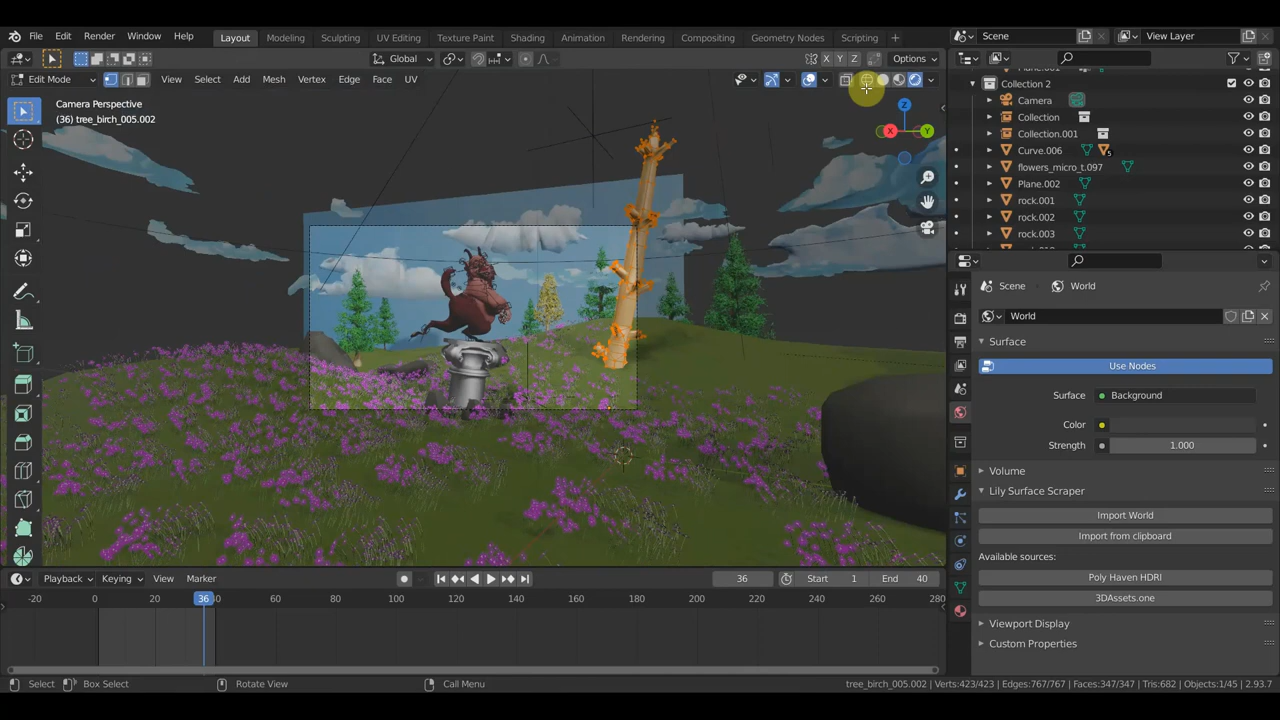 File Edit Render Window Help Layout Modeling Sculpting UV Editing Texture Paint Shading Animation Rendering Compositing Geometry Nodes Scripting + Scene View Layer
Global X Y Z Options
Edit Mode View Select Add Mesh Vertex Edge Face UV
Camera Perspective
(36) tree_birch_005.002
Z
X
Y
Collection 2
Camera
Collection
Collection.001
Curve.006 5
flowers_micro_t.097
Plane.002
rock.001
rock.002
rock.003
Scene World
World
Surface
Use Nodes
Surface Background
Color
Strength 1.000
Volume
Lily Surface Scraper
Import World
Import from clipboard
Available sources:
Poly Haven HDRI
3DAssets.one
Viewport Display
Custom Properties
Playback Keying View Marker 36 Start 1 End 40
-20 0 20 36 60 80 100 120 140 160 180 200 220 240 260 280
Select Box Select Rotate View Call Menu tree_birch_005.002 | Verts:423/423 | Edges:767/767 | Faces:347/347 | Tris:682 | Objects:1/45 | 2.93.7